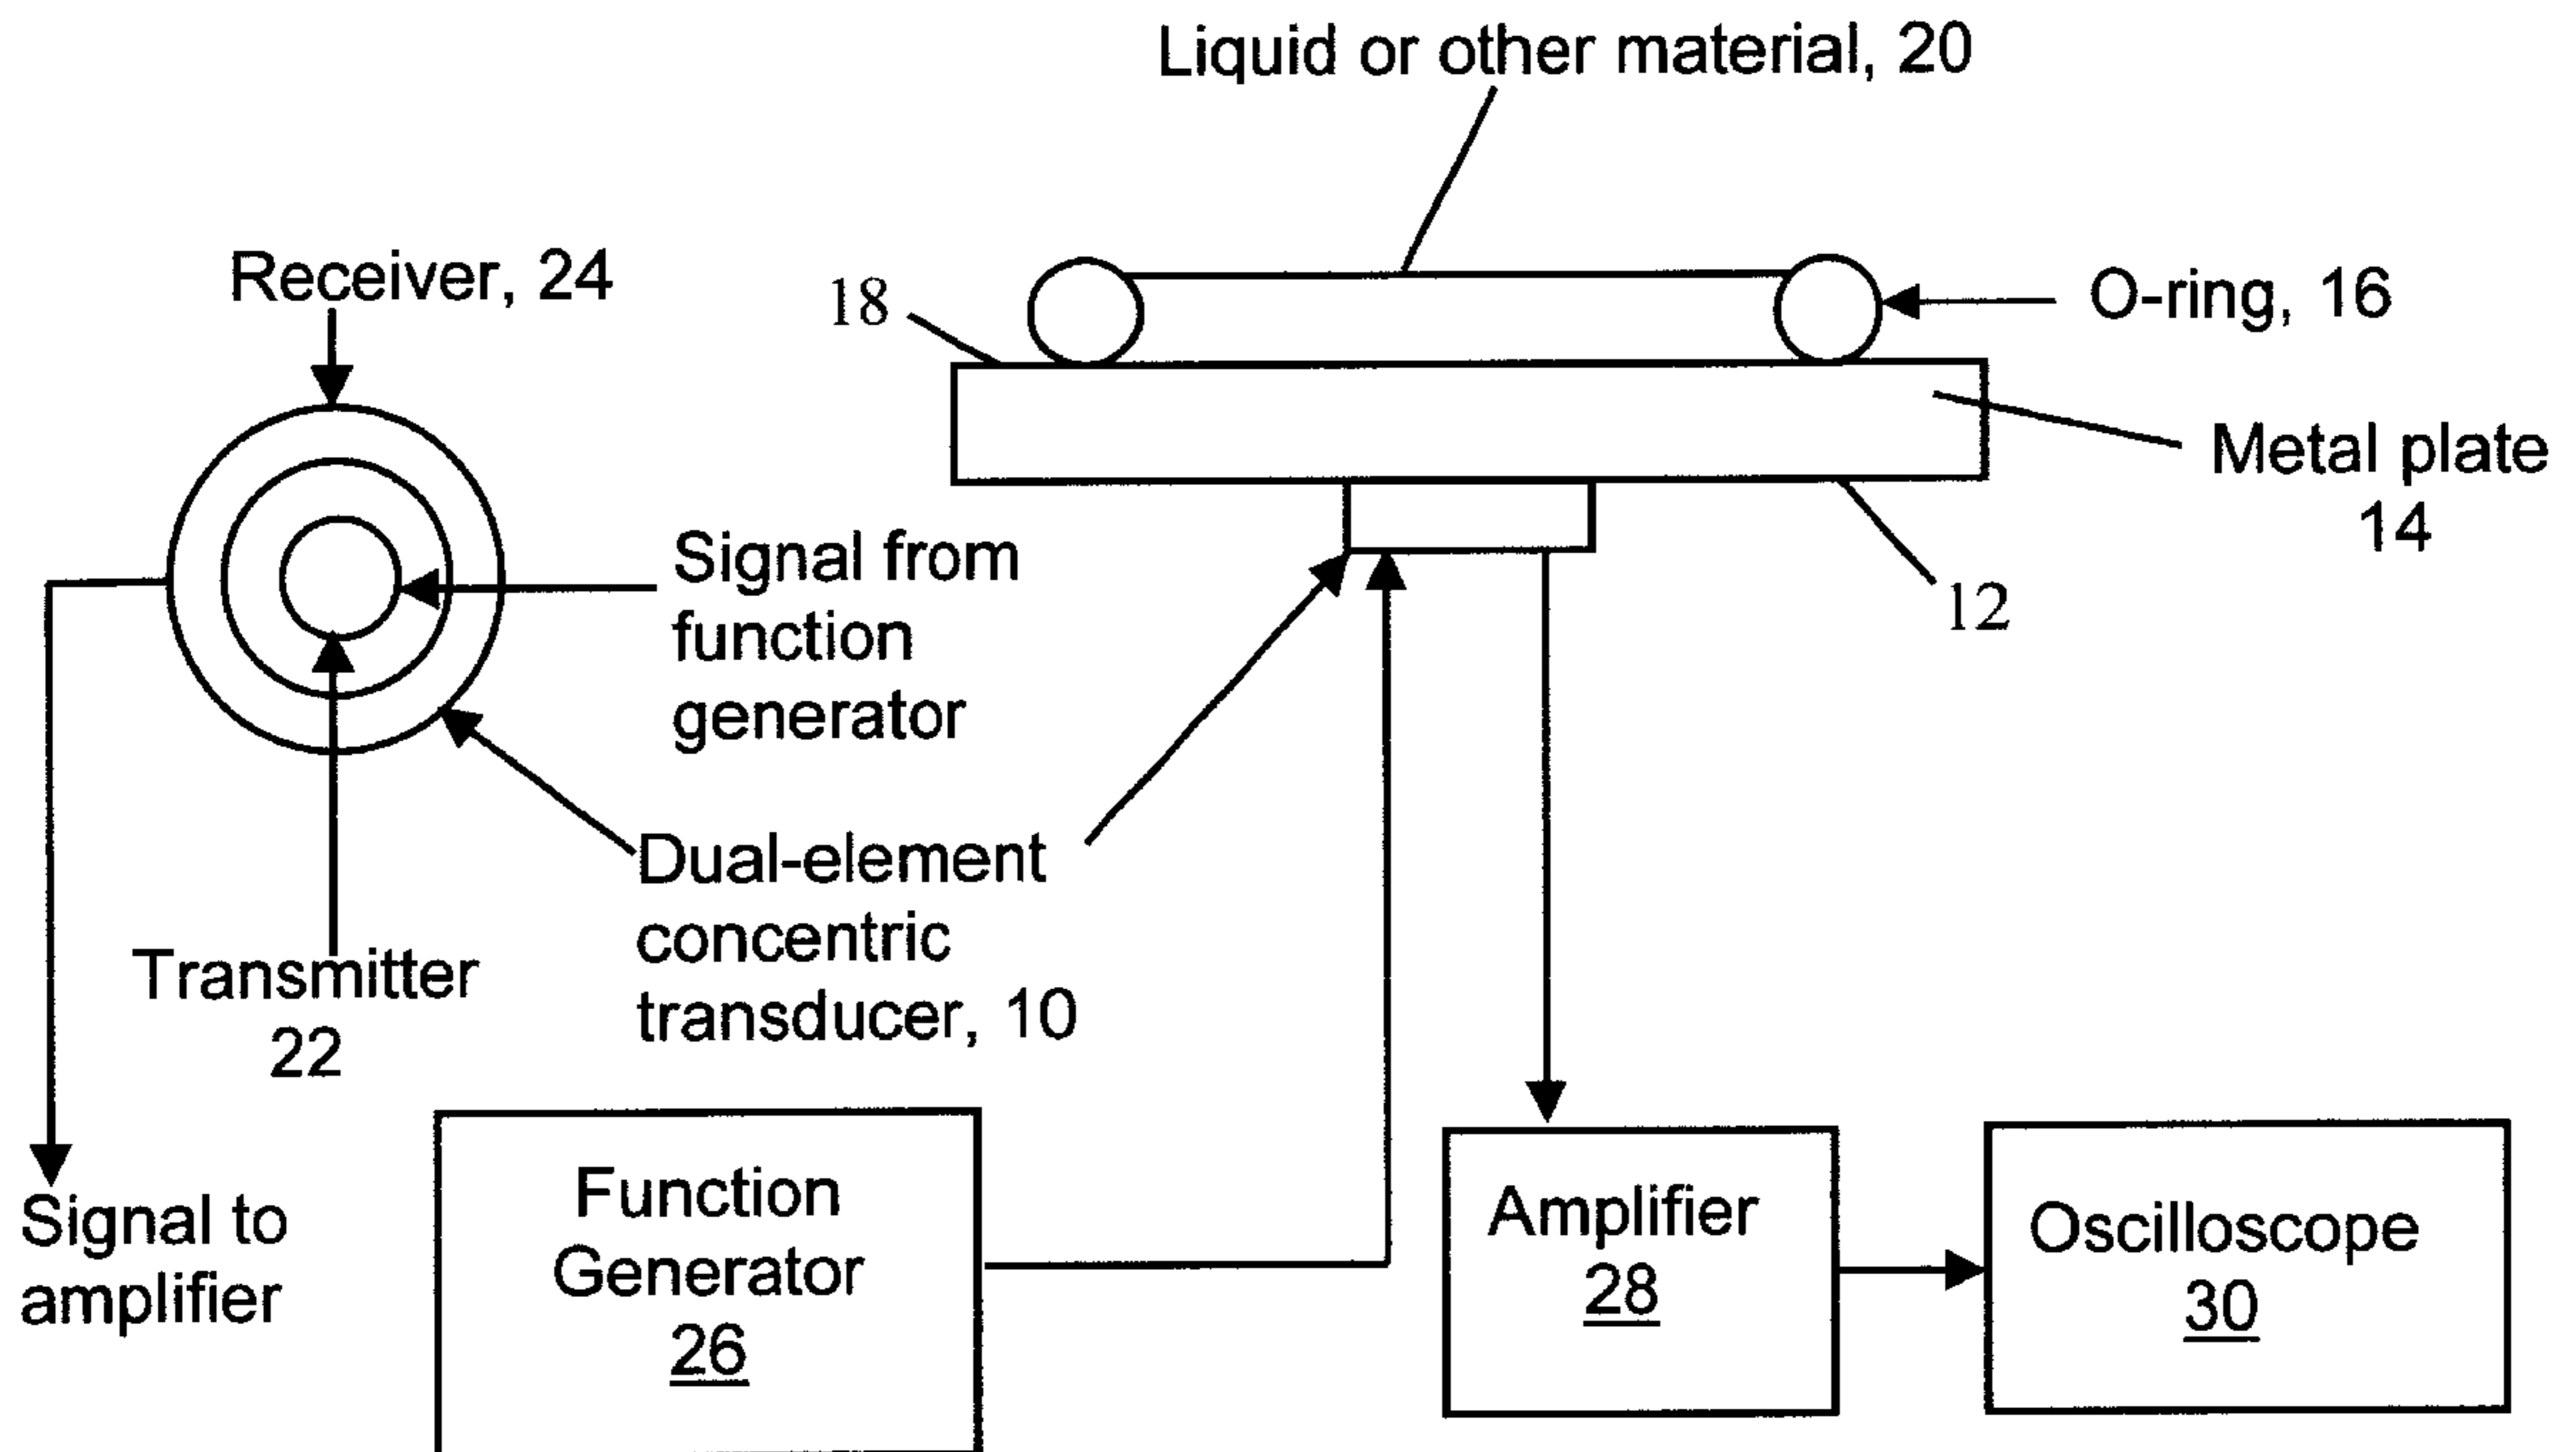 Liquid or other material, 20
Receiver, 24
18
O-ring, 16
Metal plate
14
12
Signal from
function
generator
Dual-element
concentric
transducer, 10
Transmitter
22
Signal to
amplifier
Function
Generator
26
Amplifier
28
Oscilloscope
30